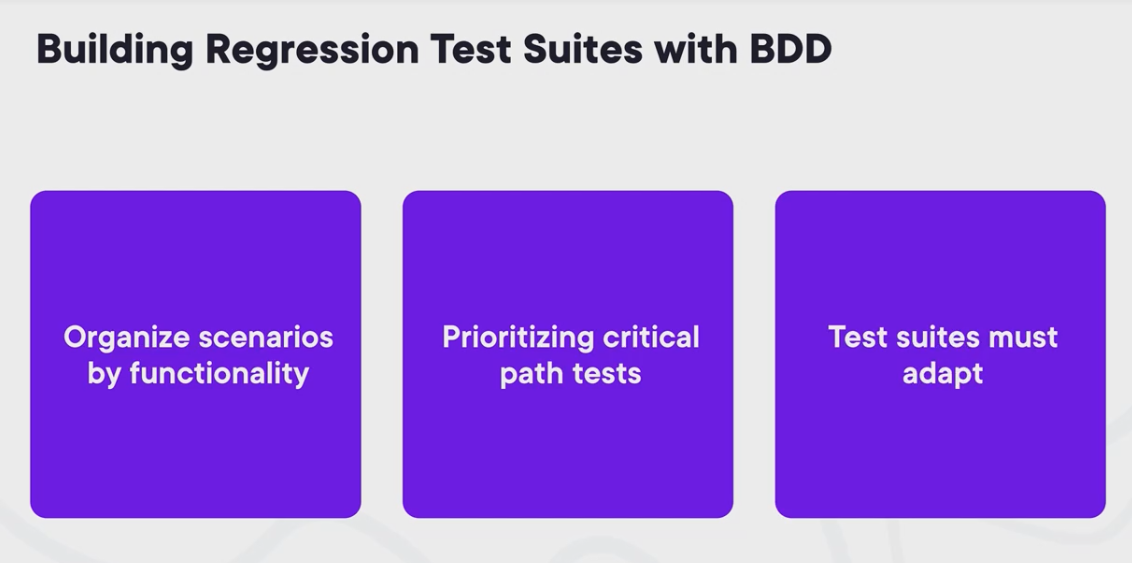 Building Regression Test Suites with BDD
Organize scenarios
by functionality
Prioritizing critical
path tests
Test suites must
adapt